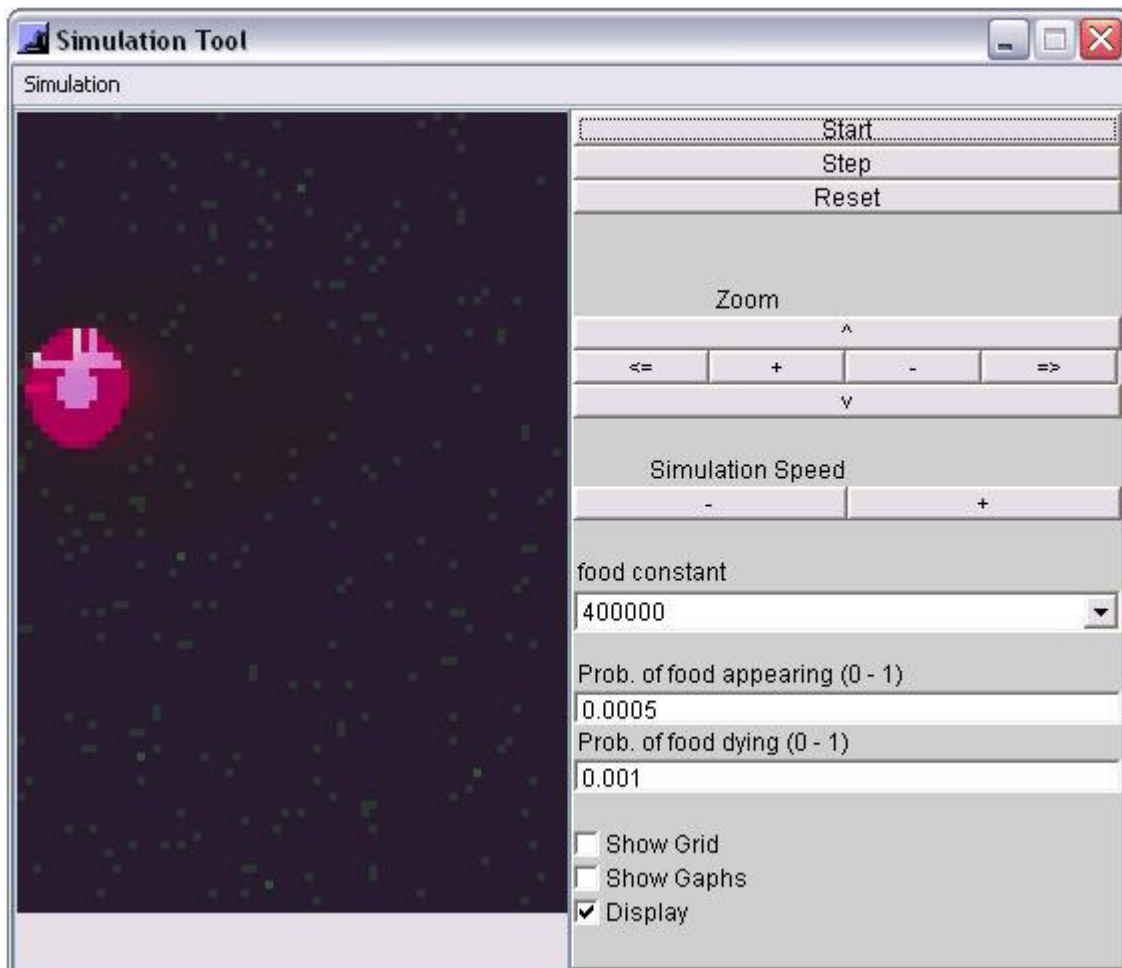 Simulation Tool
Simulation
Start
Step
Reset
Zoom
^
<= + - =>
v
Simulation Speed
- +
food constant
400000
Prob. of food appearing (0 - 1)
0.0005
Prob. of food dying (0 - 1)
0.001
Show Grid
Show Gaphs
Display